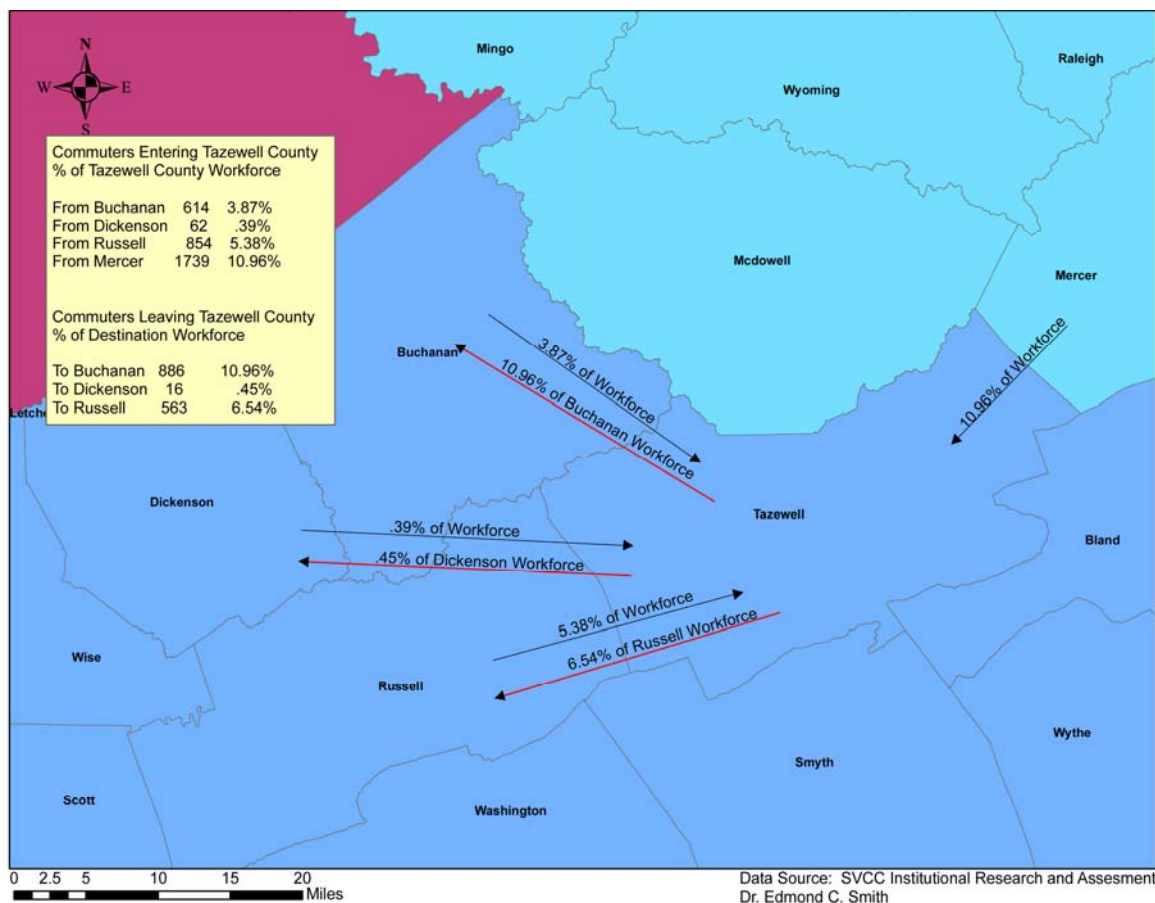 Mingo
Raleigh
N
Wyoming
W E
S
Commuters Entering Tazewell County
% of Tazewell County Workforce
From Buchanan 614 3.87%
From Dickenson 62 .39%
From Russell 854 5.38%
From Mercer 1739 10.96%
Commuters Leaving Tazewell County
% of Destination Workforce
To Buchanan 886 10.96%
To Dickenson 16 .45%
To Russell 563 6.54%
Mcdowell
Mercer
Buchanan
3.87% of Workforce
10.96% of Buchanan Workforce
10.96% of Workforce
Dickenson
Tazewell
.39% of Workforce
.45% of Dickenson Workforce
Bland
5.38% of Workforce
6.54% of Russell Workforce
Wise
Russell
Wythe
Smyth
Scott
Washington
0 2.5 5 10 15 20
Miles
Data Source: SVCC Institutional Research and Assesment
Dr. Edmond C. Smith